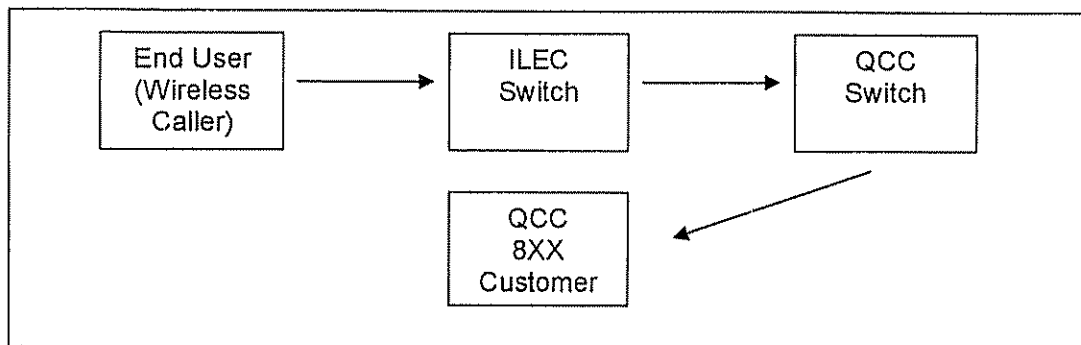 End User
(Wireless
Caller)
ILEC
Switch
QCC
Switch
QCC
8XX
Customer